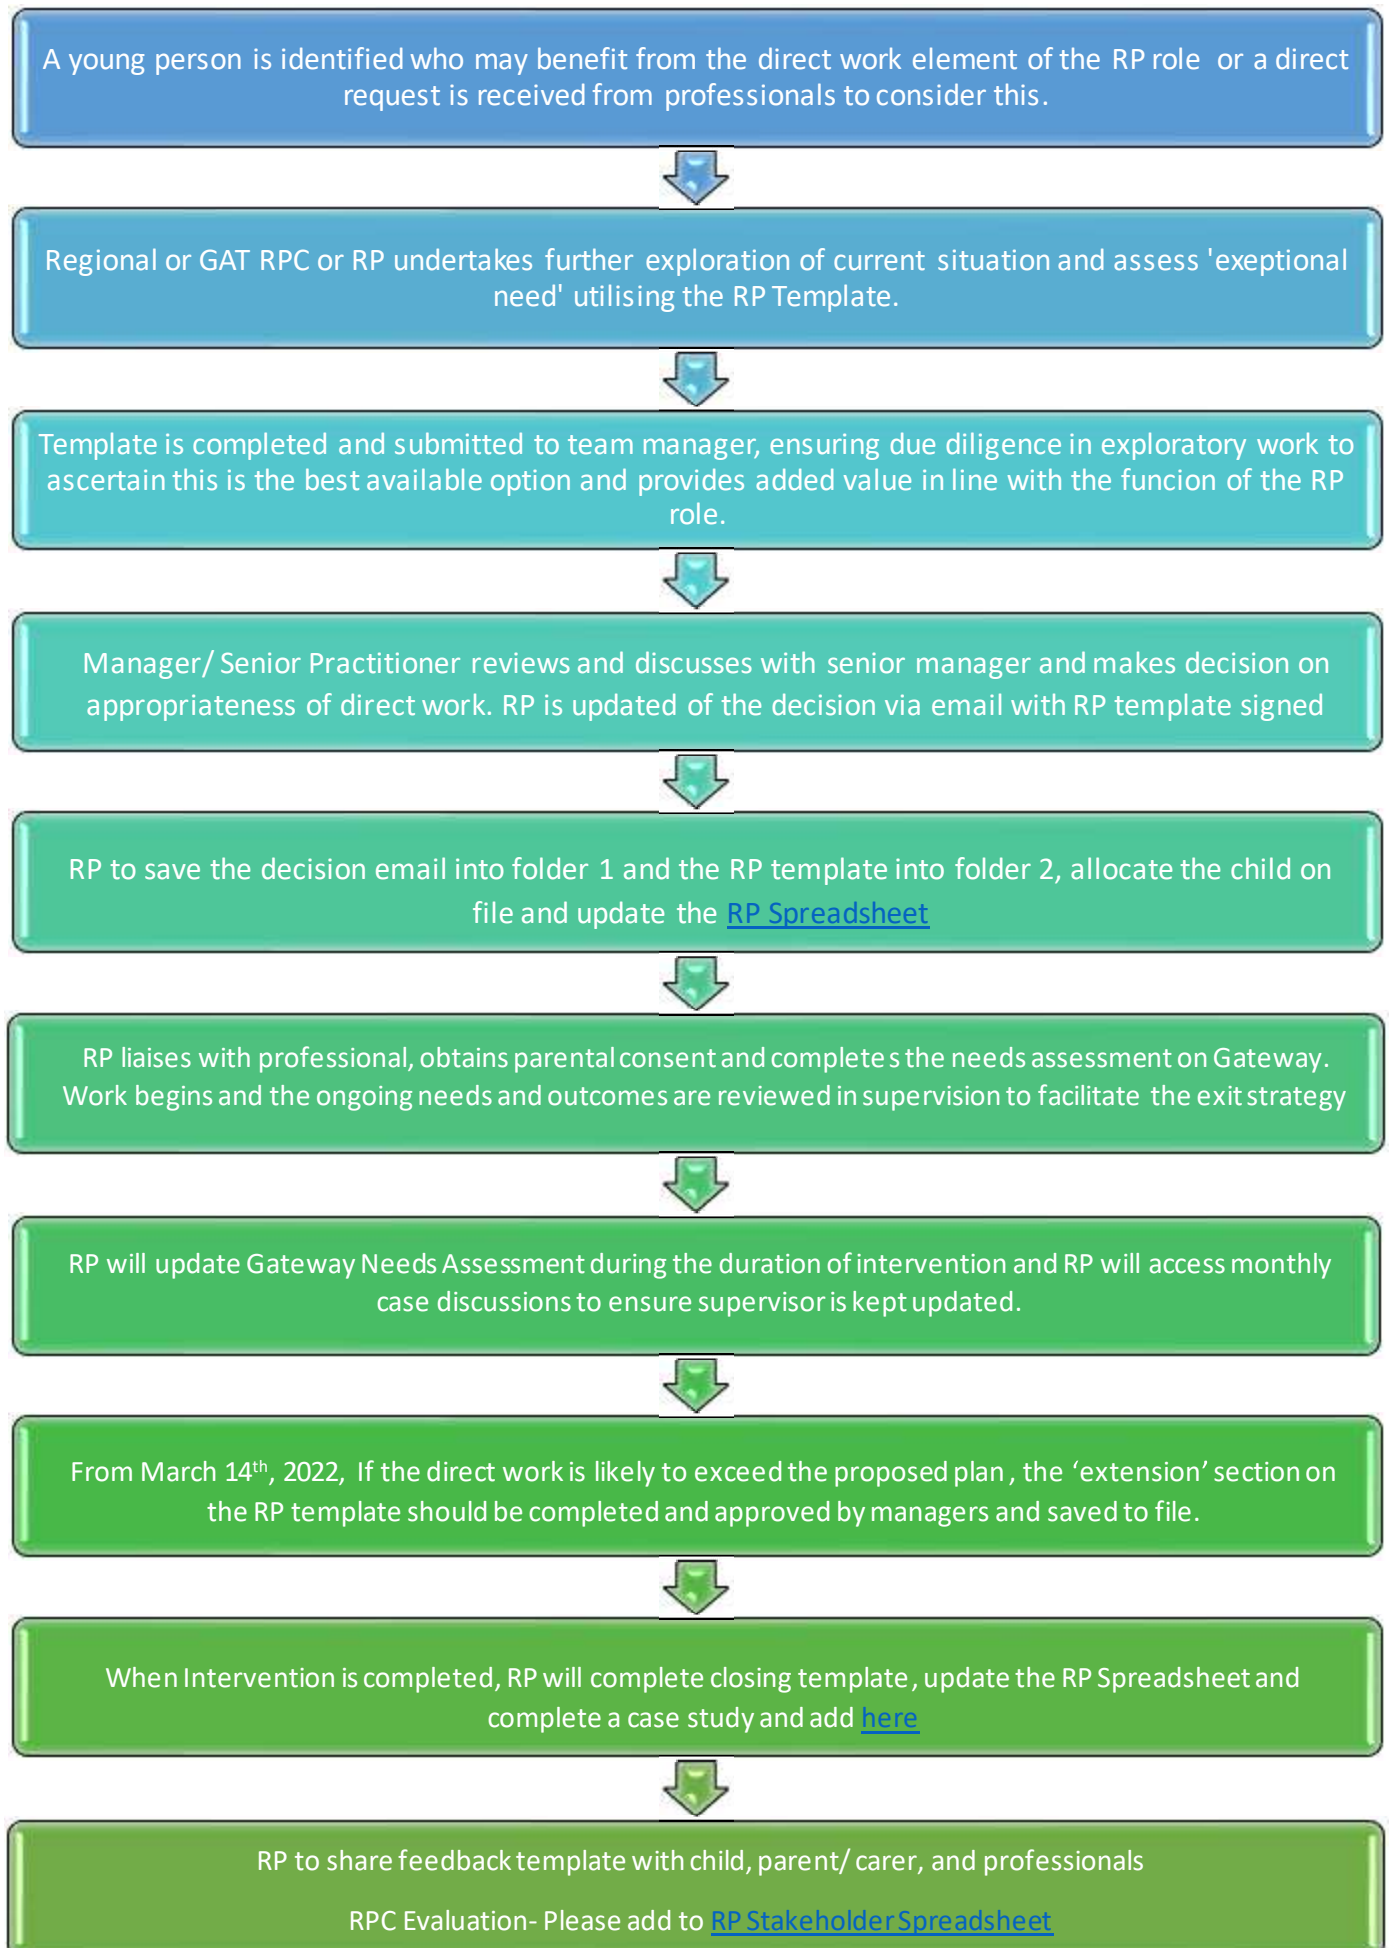 A young person is identified who may benefit from the direct work element of the RP role or a direct
request is received from professionals to consider this.
Regional or GAT RPC or RP undertakes further exploration of current situation and assess 'exeptional
need' utilising the RP Template.
Template is completed and submitted to team manager, ensuring due diligence in exploratory work to
ascertain this is the best available option and provides added value in line with the funcion of the RP
role.
Manager/ Senior Practitioner reviews and discusses with senior manager and makes decision on
appropriateness of direct work. RP is updated of the decision via email with RP template signed
RP to save the decision email into folder 1 and the RP template into folder 2, allocate the child on
file and update the RP Spreadsheet
RP liaises with professional, obtains parental consent and completes the needs assessment on Gateway.
Work begins and the ongoing needs and outcomes are reviewed in supervision to facilitate the exit strategy
RP will update Gateway Needs Assessment during the duration of intervention and RP will access monthly
case discussions to ensure supervisor is kept updated.
From March 14th, 2022, If the direct work is likely to exceed the proposed plan, the ‘extension’ section on
the RP template should be completed and approved by managers and saved to file.
When Intervention is completed, RP will complete closing template, update the RP Spreadsheet and
complete a case study and add here
RP to share feedback template with child, parent/ carer, and professionals
RPC Evaluation- Please add to RP Stakeholder Spreadsheet